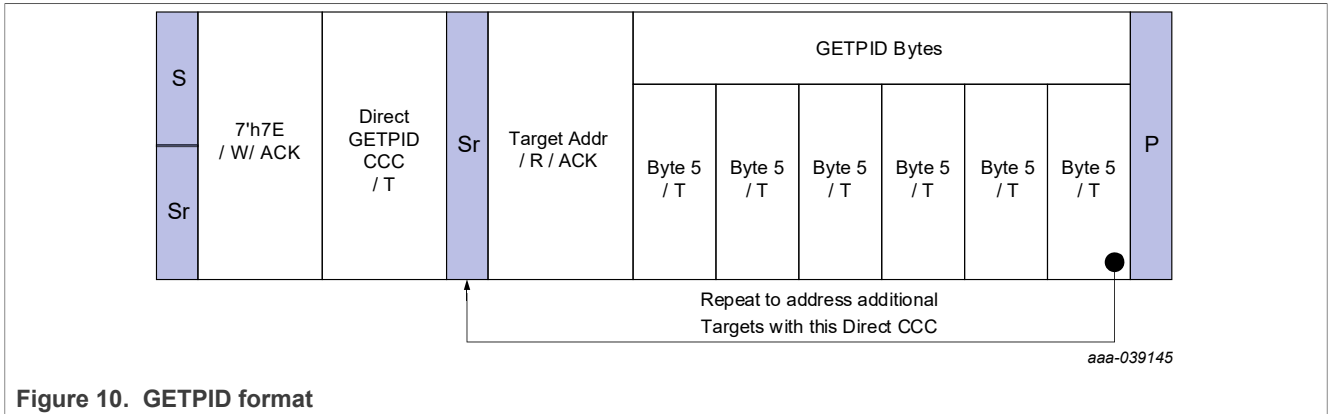 S
Sr
7'h7E
/ W/ ACK
Direct
GETPID
CCC
/ T
Sr
Target Addr
/ R / ACK
GETPID Bytes
Byte 5
/ T
Byte 5
/ T
Byte 5
/ T
Byte 5
/ T
Byte 5
/ T
Byte 5
/ T
P
Repeat to address additional
Targets with this Direct CCC
aaa-039145
Figure 10. GETPID format